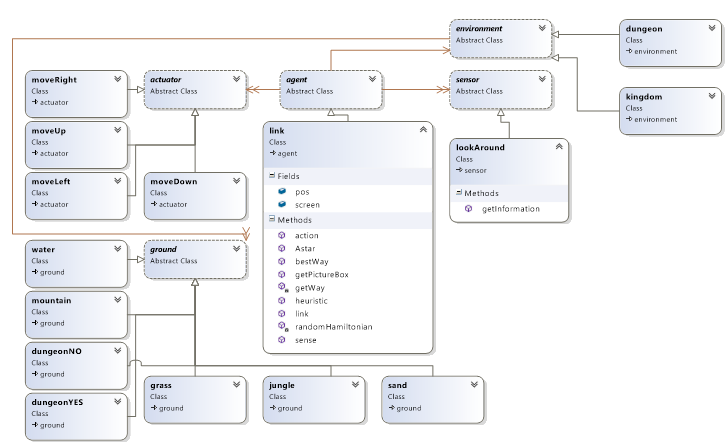 environment
Abstract Class
dungeon
Class
environment
moveRight
Class
actuator
actuator
Abstract Class
agent
Abstract Class
sensor
Abstract Class
kingdom
Class
environment
moveUp
Class
actuator
link
Class
agent
Fields
pos
screen
Methods
action
Astar
bestWay
getPictureBox
getWay
heuristic
link
randomHamiltonian
sense
lookAround
Class
sensor
Methods
getInformation
moveLeft
Class
actuator
moveDown
Class
actuator
water
Class
ground
ground
Abstract Class
mountain
Class
ground
dungeonNO
Class
ground
dungeonYES
Class
ground
grass
Class
ground
jungle
Class
ground
sand
Class
ground